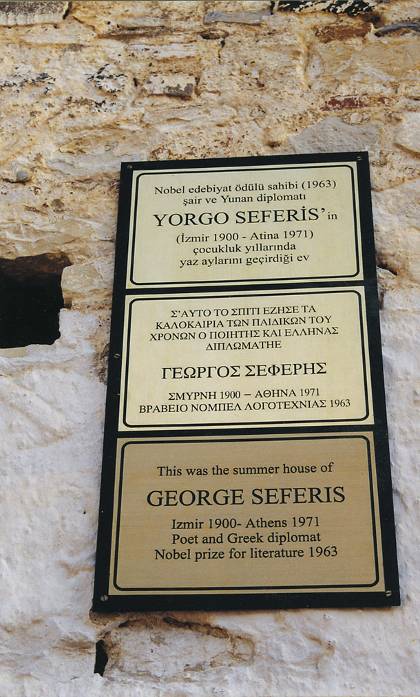 Nobel edebiyat ödülü sahibi (1963)
şair ve Yunan diplomatı
YORGO SEFERİS'in
(İzmir 1900 - Atina 1971)
çocukluk yıllarında
yaz aylarını geçirdiği ev
Σ'ΑΥΤΟ ΤΟ ΣΠΙΤΙ ΕΖΗΣΕ ΤΑ
ΚΑΛΟΚΑΙΡΙΑ ΤΩΝ ΠΑΙΔΙΚΩΝ ΤΟΥ
ΧΡΟΝΩΝ Ο ΠΟΙΗΤΗΣ ΚΑΙ ΕΛΛΗΝΑΣ
ΔΙΠΛΩΜΑΤΗΕ
ΓΕΩΡΓΟΣ ΣΕΦΕΡΗΣ
ΣΜΥΡΝΗ 1900 – ΑΘΗΝΑ 1971
ΒΡΑΒΕΙΟ ΝΟΜΠΕΛ ΛΟΓΟΤΕΧΝΙΑΣ 1963
This was the summer house of
GEORGE SEFERIS
Izmir 1900- Athens 1971
Poet and Greek diplomat
Nobel prize for literature 1963